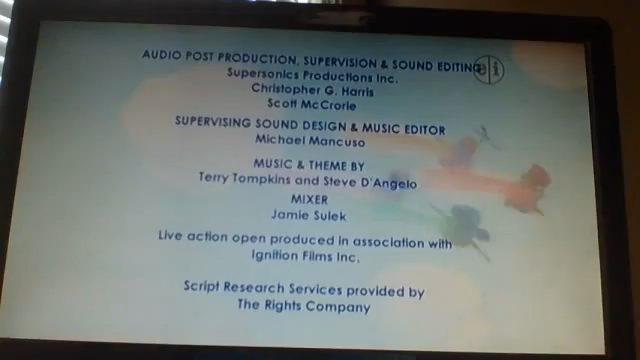 AUDIO POST PRODUCTION, SUPERVISION & SOUND EDITING
e i
Supersonics Productions Inc.
Christopher G. Harris
Scott McCrorie
SUPERVISING SOUND DESIGN & MUSIC EDITOR
Michael Mancuso
MUSIC & THEME BY
Terry Tompkins and Steve D'Angelo
MIXER
Jamie Sulek
Live action open produced in association with
Ignition Films Inc.
Script Research Services provided by
The Rights Company